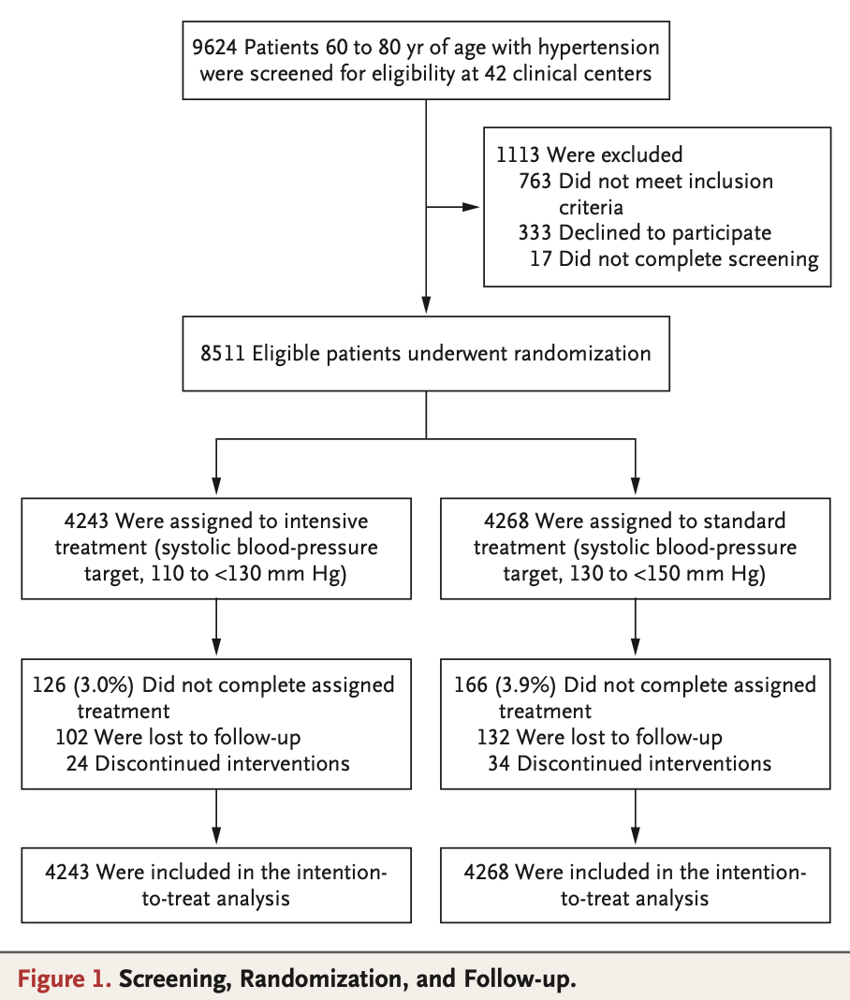 9624 Patients 60 to 80 yr of age with hypertension
were screened for eligibility at 42 clinical centers
1113 Were excluded
763 Did not meet inclusion
criteria
333 Declined to participate
17 Did not complete screening
8511 Eligible patients underwent randomization
4243 Were assigned to intensive
treatment (systolic blood-pressure
target, 110 to <130 mm Hg)
4268 Were assigned to standard
treatment (systolic blood-pressure
target, 130 to <150 mm Hg)
126 (3.0%) Did not complete assigned
treatment
102 Were lost to follow-up
24 Discontinued interventions
166 (3.9%) Did not complete assigned
treatment
132 Were lost to follow-up
34 Discontinued interventions
4243 Were included in the intention-
to-treat analysis
4268 Were included in the intention-
to-treat analysis
Figure 1. Screening, Randomization, and Follow-up.